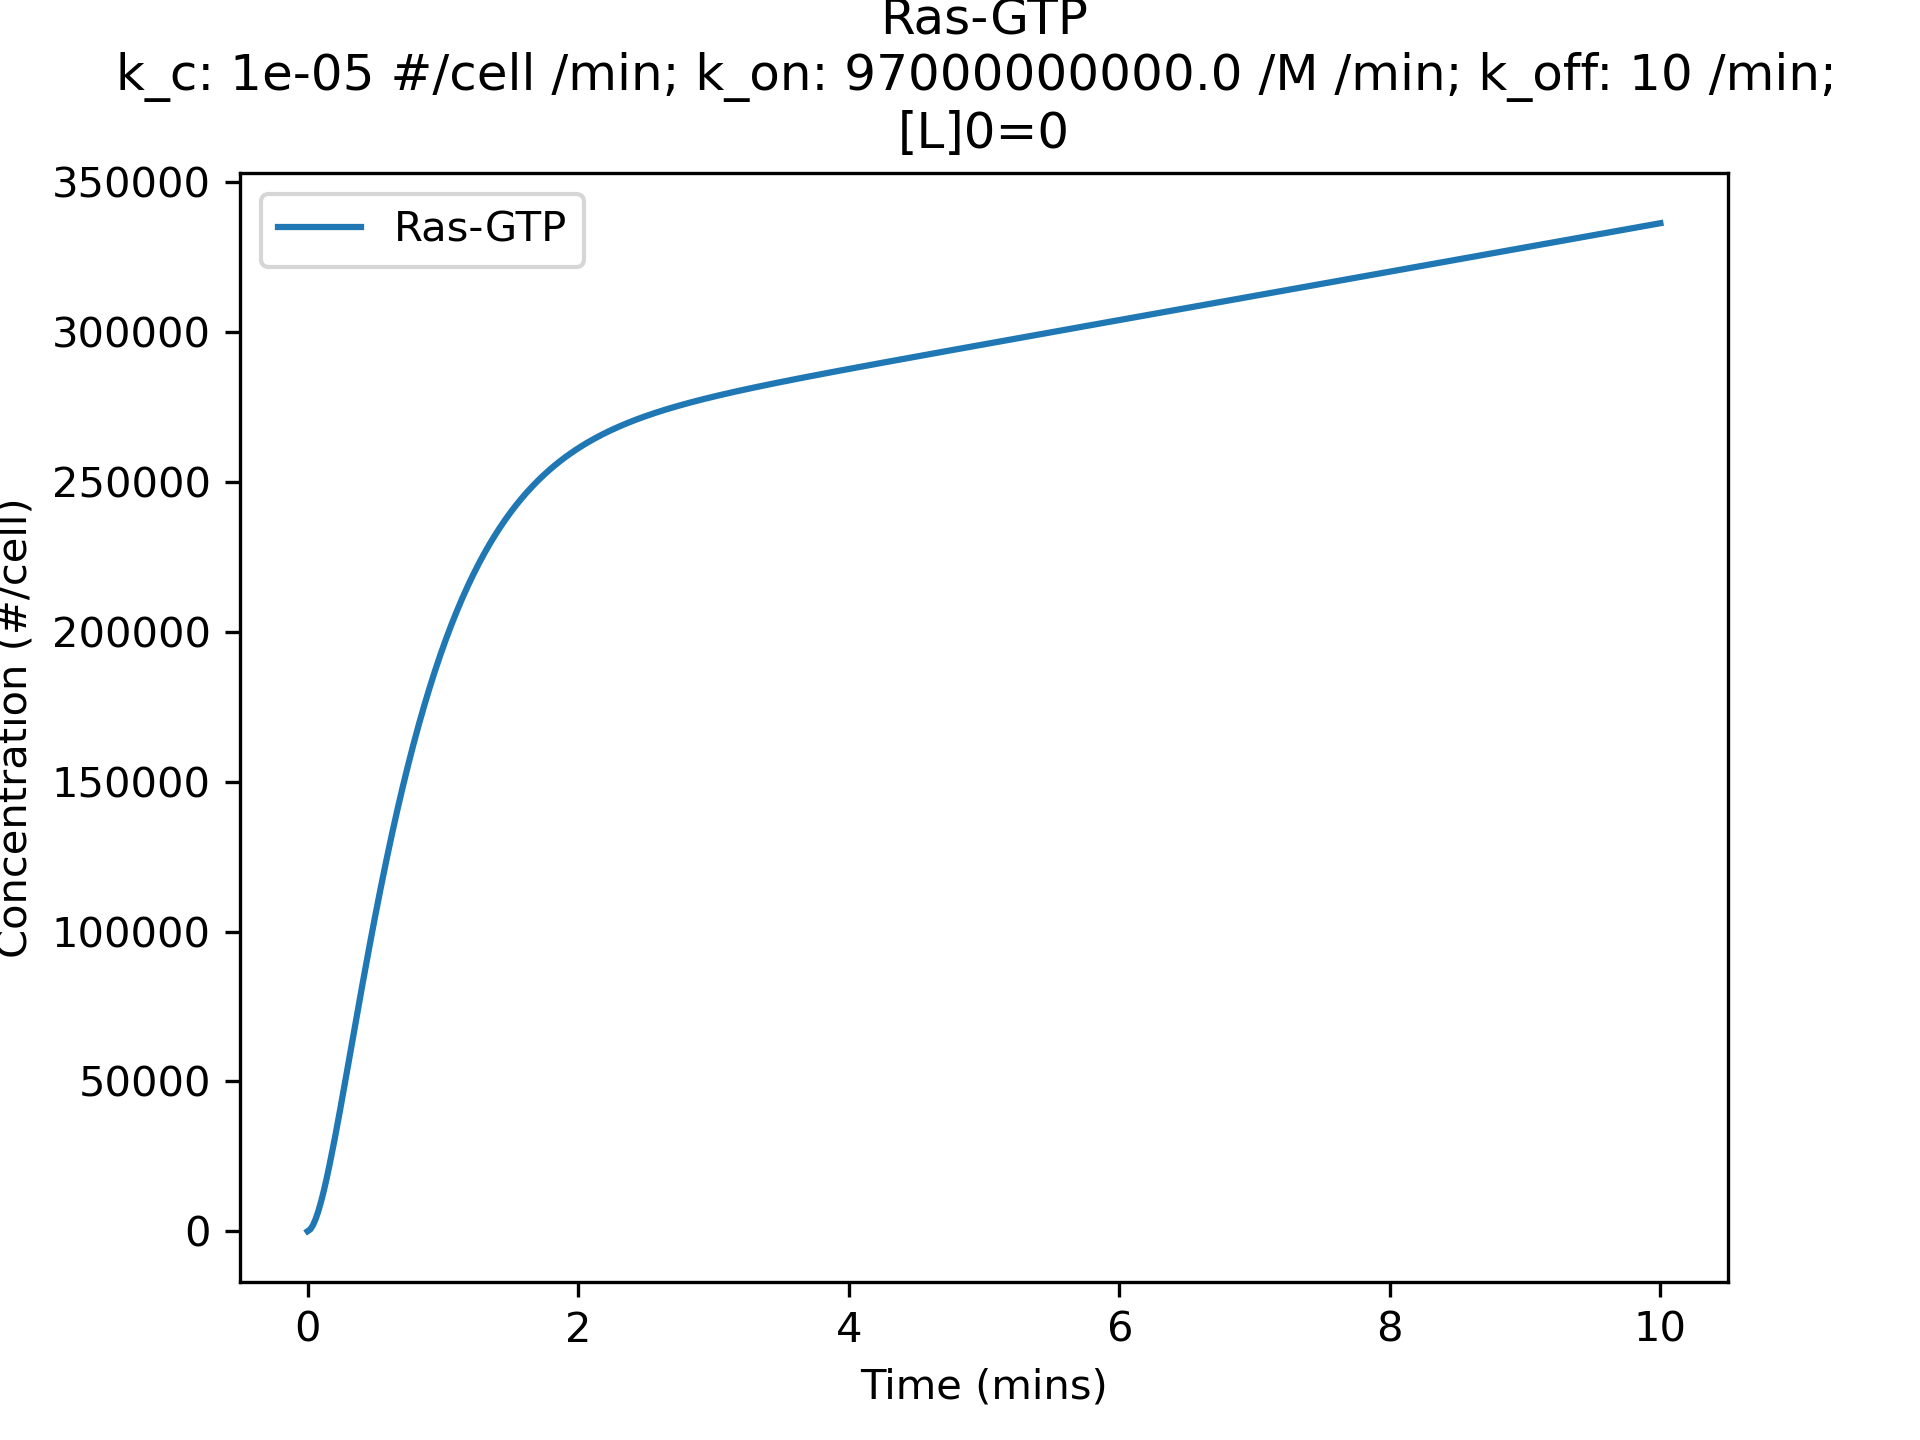 Ras-GTP
k_c: 1e-05 #/cell /min; k_on: 97000000000.0 /M /min; k_off: 10 /min;
[L]0=0
Ras-GTP
350000
300000
250000
200000
150000
100000
50000
0
Concentration (#/cell)
0 2 4 6 8 10
Time (mins)